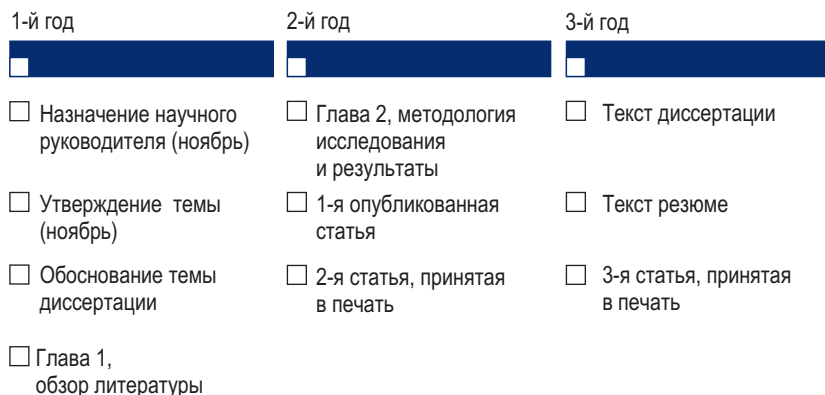 1-й год
Назначение научного
руководителя (ноябрь)
Утверждение темы
(ноябрь)
Обоснование темы
диссертации
Глава 1,
обзор литературы
2-й год
Глава 2, методология
исследования
и результаты
1-я опубликованная
статья
2-я статья, принятая
в печать
3-й год
Текст диссертации
Текст резюме
3-я статья, принятая
в печать